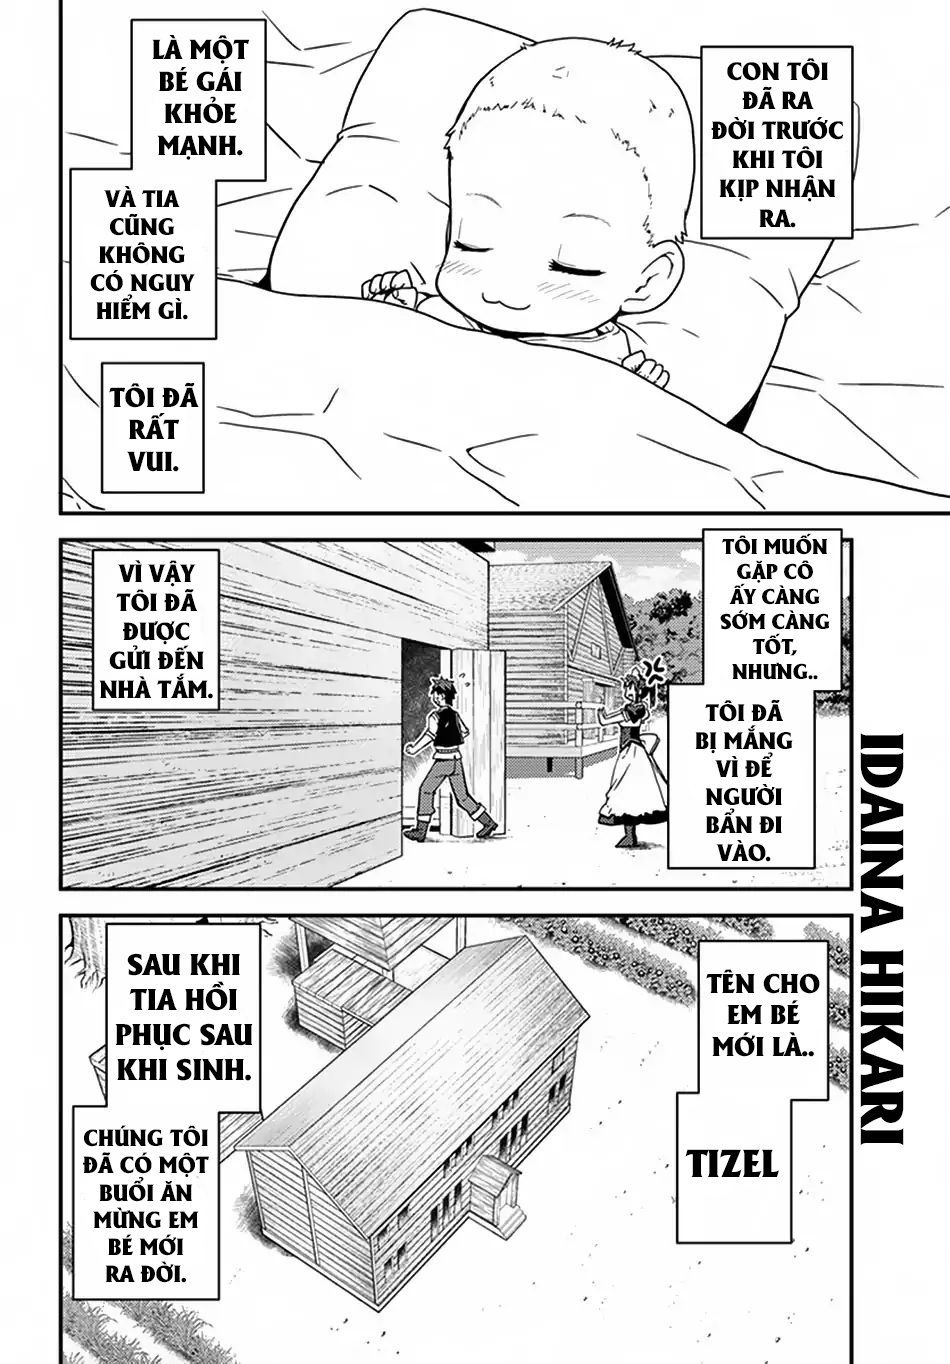 CON TÔI
ĐÃ RA
ĐỜI TRƯỚC
KHI TÔI
KỊP NHẬN
RA.
LÀ MỘT
BÉ GÁI
KHỎE
MẠNH.
VÀ TIA
CŨNG
KHÔNG
CÓ NGUY
HIỂM GÌ.
TÔI ĐÃ
RẤT
VUI.
TÔI MUỐN
GẶP CÔ
ẤY CÀNG
SỚM CÀNG
TỐT,
NHƯNG..
TÔI ĐÃ
BỊ MẮNG
VÌ ĐỂ
NGƯỜI
BẨN ĐI
VÀO.
VÌ VẬY
TÔI ĐÃ
ĐƯỢC
GỬI ĐẾN
NHÀ TẮM.
TÊN CHO
EM BÉ
MỚI LÀ..
TIZEL
SAU KHI
TIA HỒI
PHỤC SAU
KHI SINH.
CHÚNG TÔI
ĐÃ CÓ MỘT
BUỔI ĂN
MỪNG EM
BÉ MỚI
RA ĐỜI.
IDAINA HIKARI